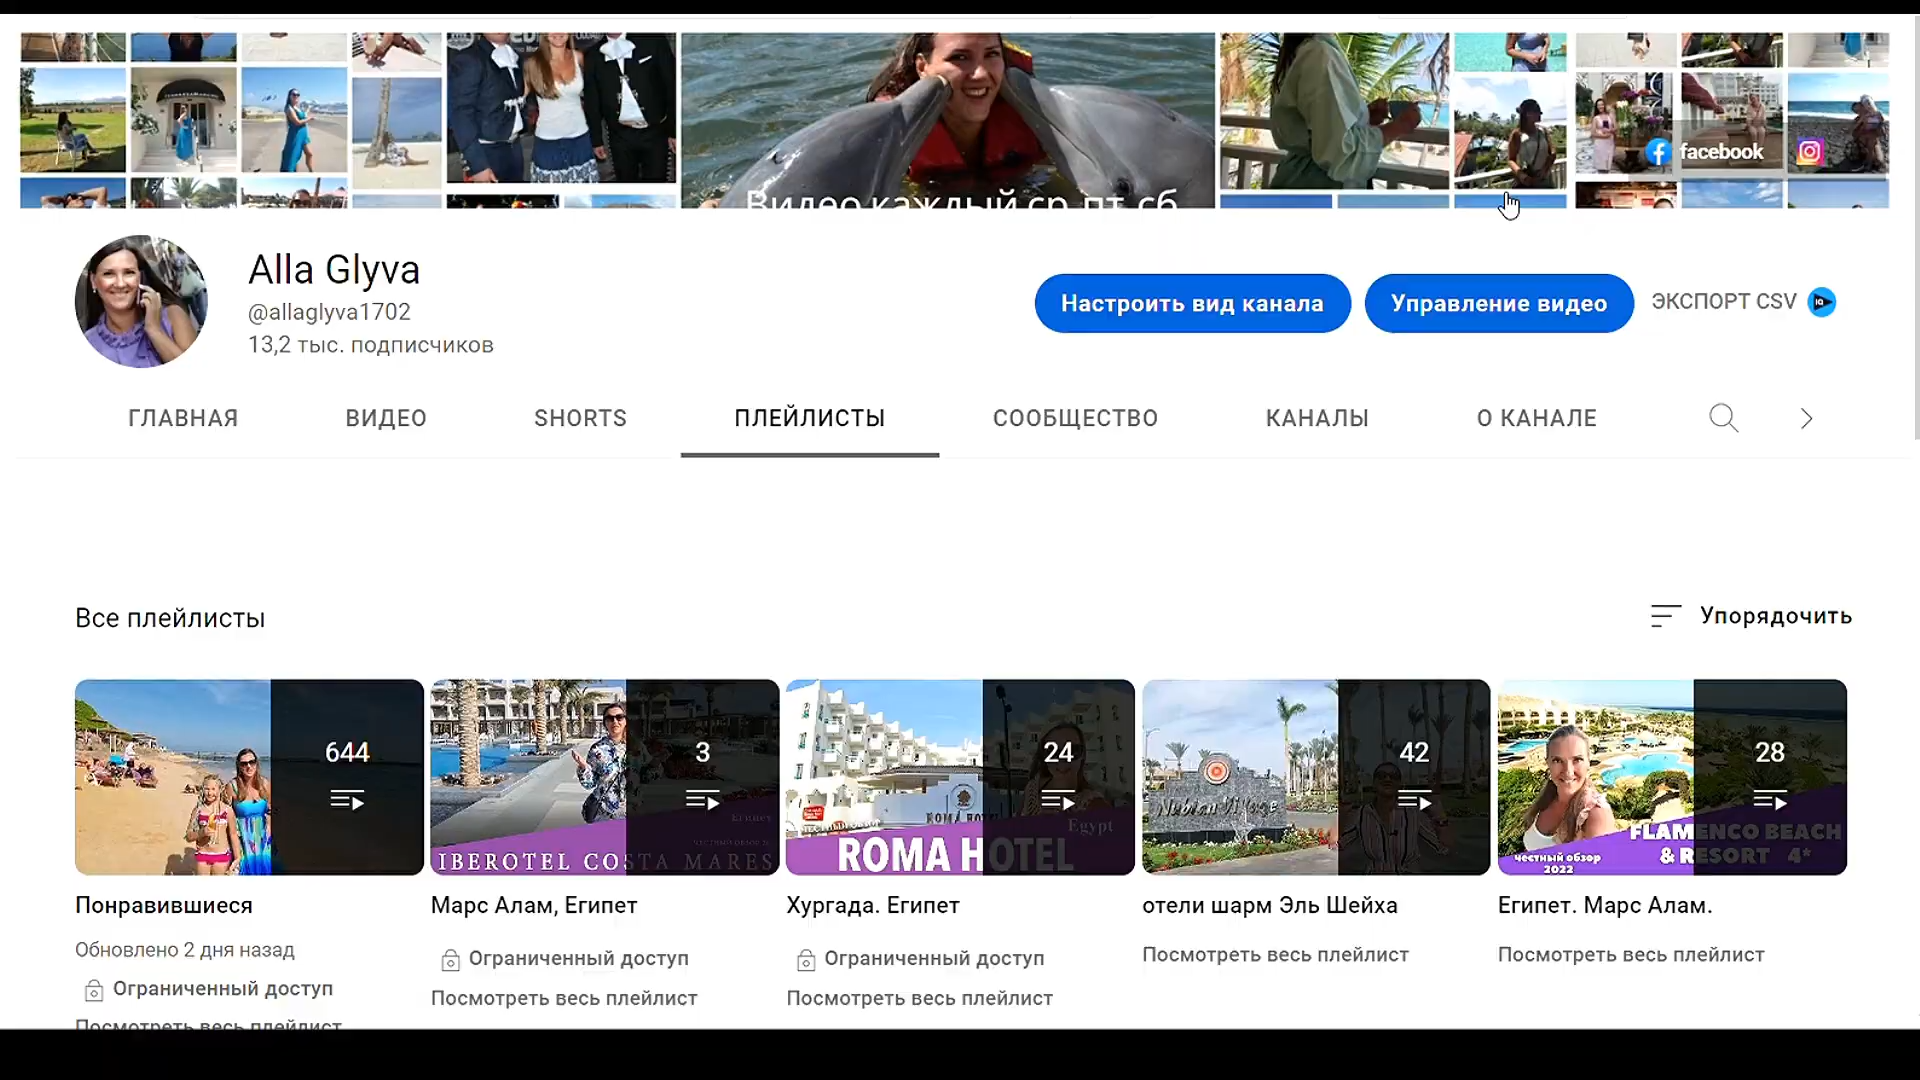 Видео каждый ср,пт,сб
facebook
Alla Glyva
@allaglyva1702
13,2 тыс. подписчиков
Настроить вид канала
Управление видео
ЭКСПОРТ CSV
ГЛАВНАЯ
ВИДЕО
SHORTS
ПЛЕЙЛИСТЫ
СООБЩЕСТВО
КАНАЛЫ
О КАНАЛЕ
Все плейлисты
Упорядочить
644
3
Египет
IBEROTEL COSTA MARES
24
Egypt
ROMA HOTEL
42
Nubian Village
28
FLAMENCO BEACH
& RESORT 4*
честный обзор
2022
Понравившиеся
Обновлено 2 дня назад
Ограниченный доступ
Посмотреть весь плейлист
Марс Алам, Египет
Ограниченный доступ
Посмотреть весь плейлист
Хургада. Египет
Ограниченный доступ
Посмотреть весь плейлист
отели шарм Эль Шейха
Посмотреть весь плейлист
Египет. Марс Алам.
Посмотреть весь плейлист